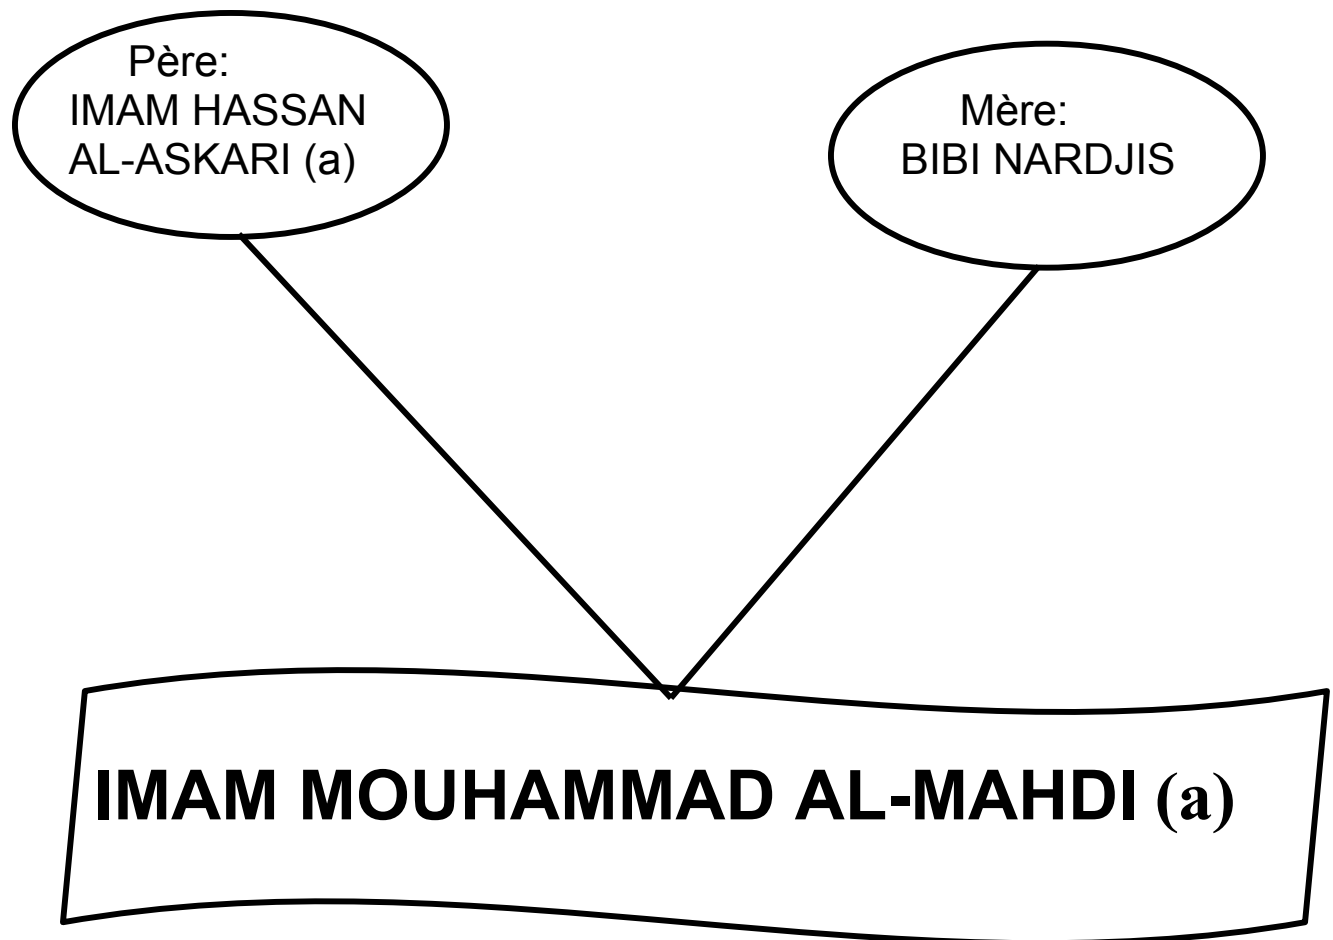 Père:
IMAM HASSAN
AL-ASKARI (a)
Mère:
BIBI NARDJIS
IMAM MOUHAMMAD AL-MAHDI (a)